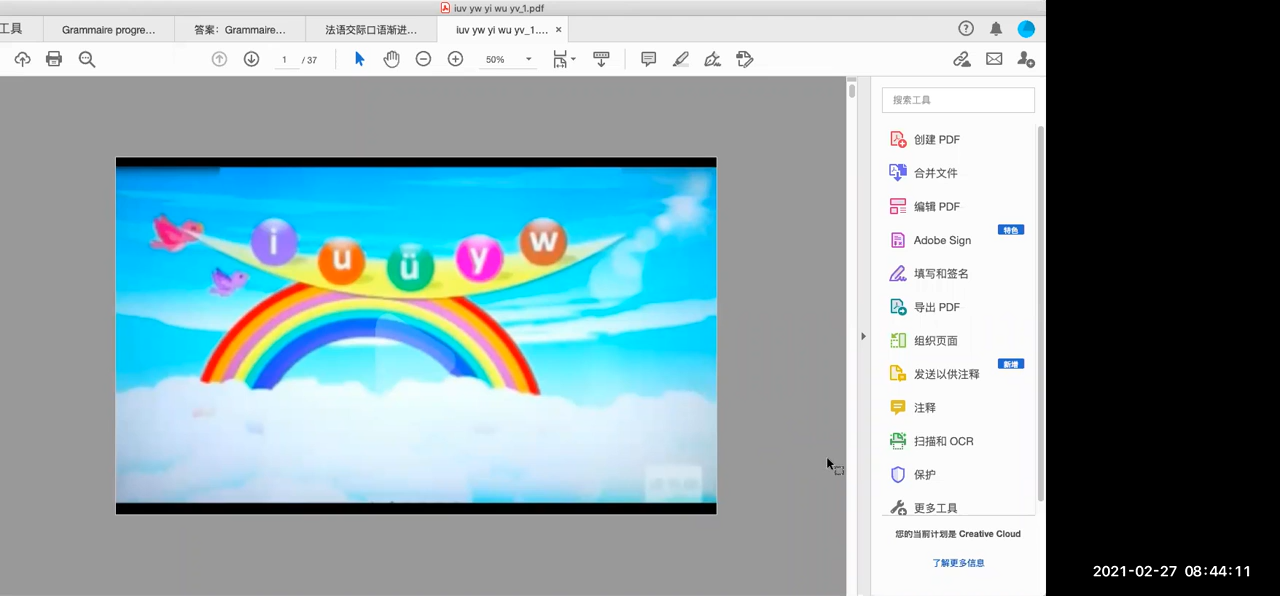 iuv yw yi wu yv_1.pdf
工具
Grammaire progre...
答案：Grammaire...
法语交际口语渐进...
iuv yw yi wu yv_1....
1 / 37
50%
搜索工具
创建 PDF
合并文件
编辑 PDF
Adobe Sign
特色
填写和签名
导出 PDF
组织页面
发送以供注释
新增
注释
扫描和 OCR
保护
更多工具
您的当前计划是 Creative Cloud
了解更多信息
i u ü y w
2021-02-27 08:44:11